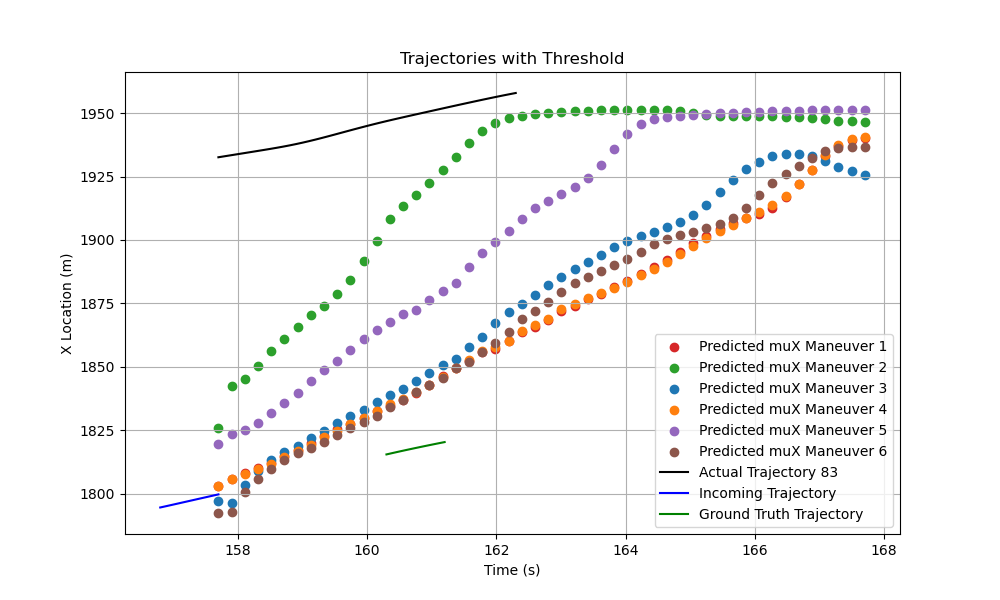 Trajectories with Threshold
X Location (m)
1950
1925
1900
1875
1850
1825
1800
158
160
162
164
166
168
Time (s)
Predicted muX Maneuver 1
Predicted muX Maneuver 2
Predicted muX Maneuver 3
Predicted muX Maneuver 4
Predicted muX Maneuver 5
Predicted muX Maneuver 6
Actual Trajectory 83
Incoming Trajectory
Ground Truth Trajectory